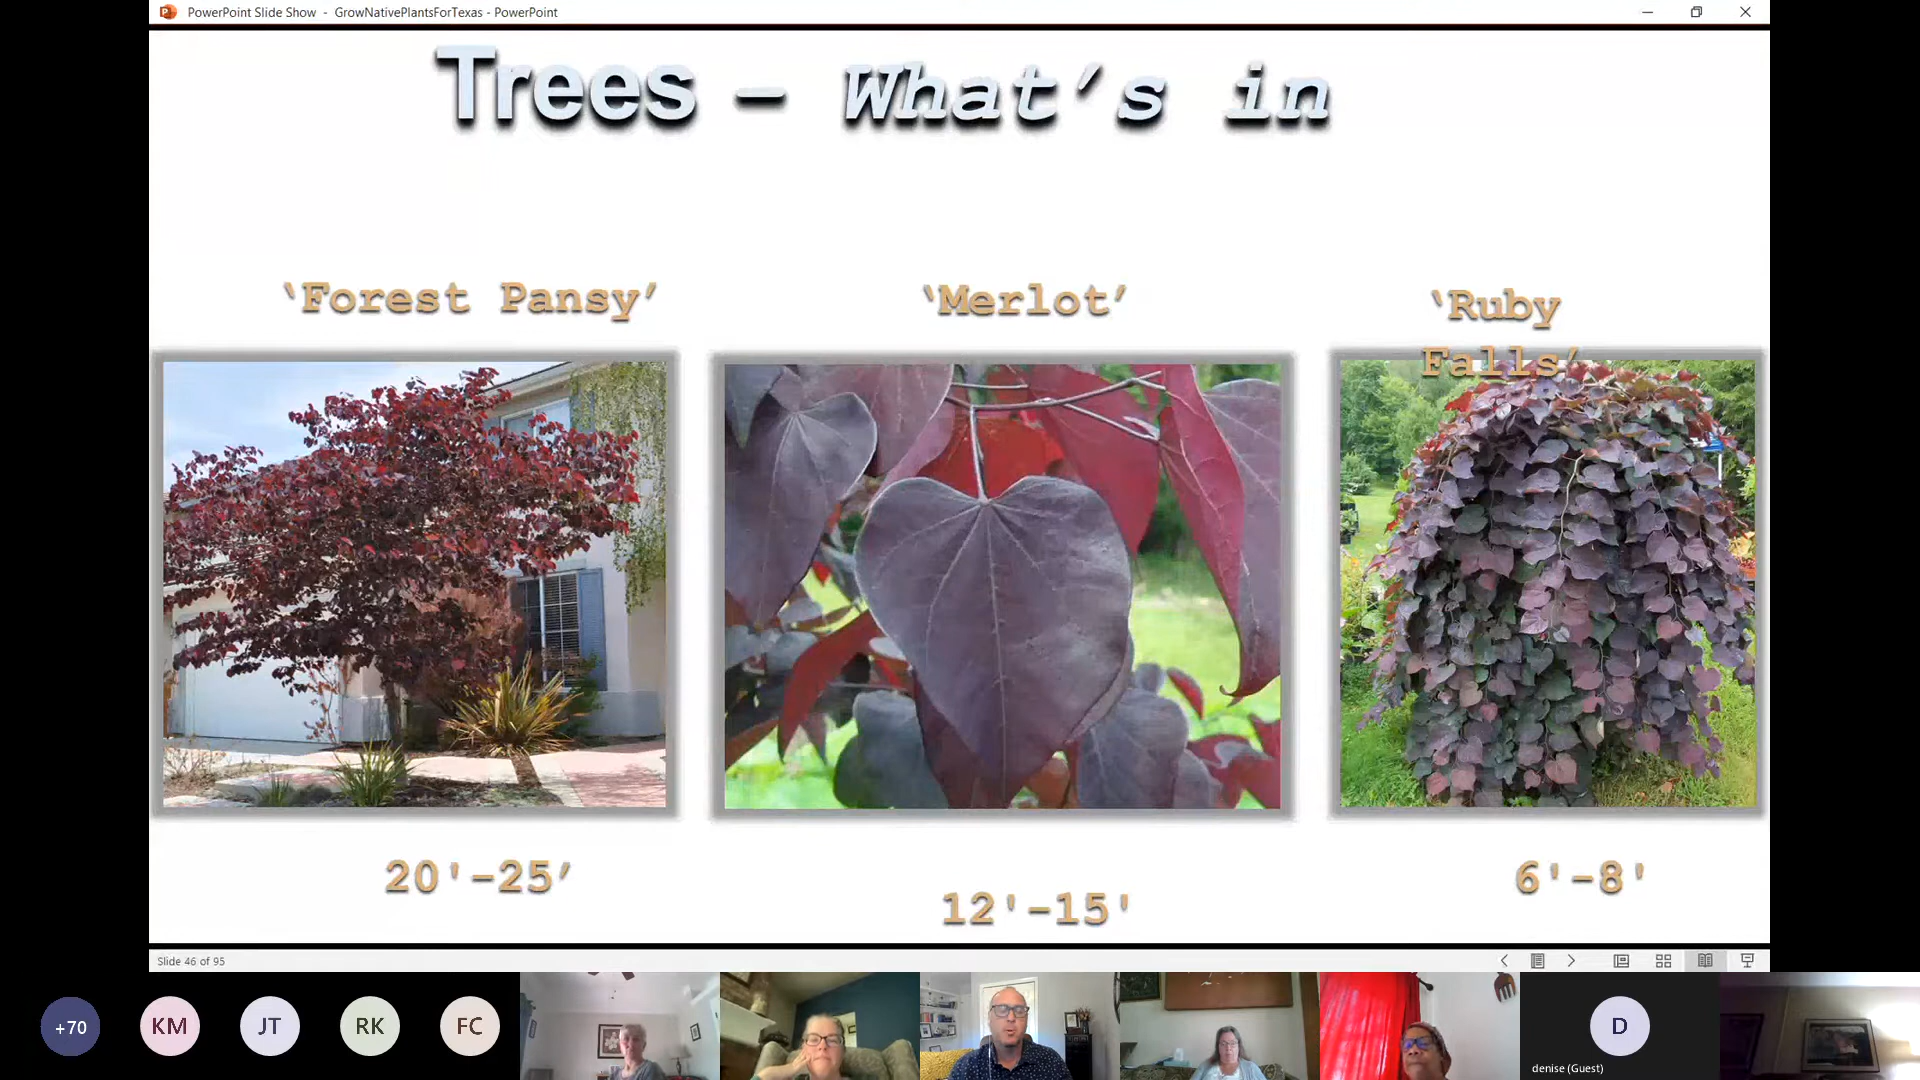 PowerPoint Slide Show - GrowNativePlantsForTexas - PowerPoint
Trees – What's in
‘Forest Pansy’
‘Merlot’
‘Ruby
Falls’
20'-25’
12'-15'
6'-8'
Slide 46 of 95
+70
KM
JT
RK
FC
D
denise (Guest)